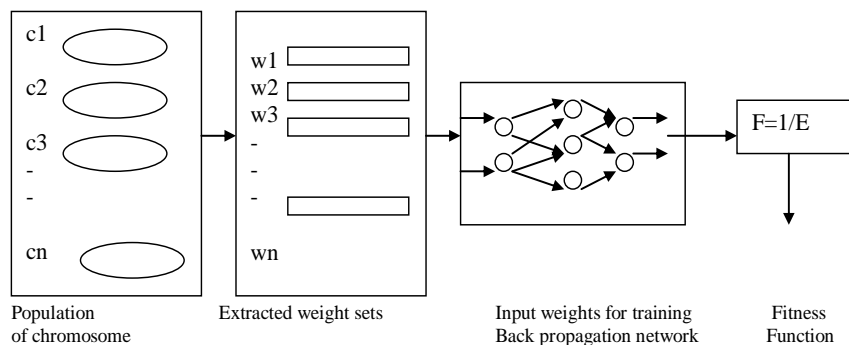 c1
c2
c3
-
-
cn
w1
w2
w3
-
-
-
wn
F=1/E
Population
of chromosome
Extracted weight sets
Input weights for training
Back propagation network
Fitness
Function